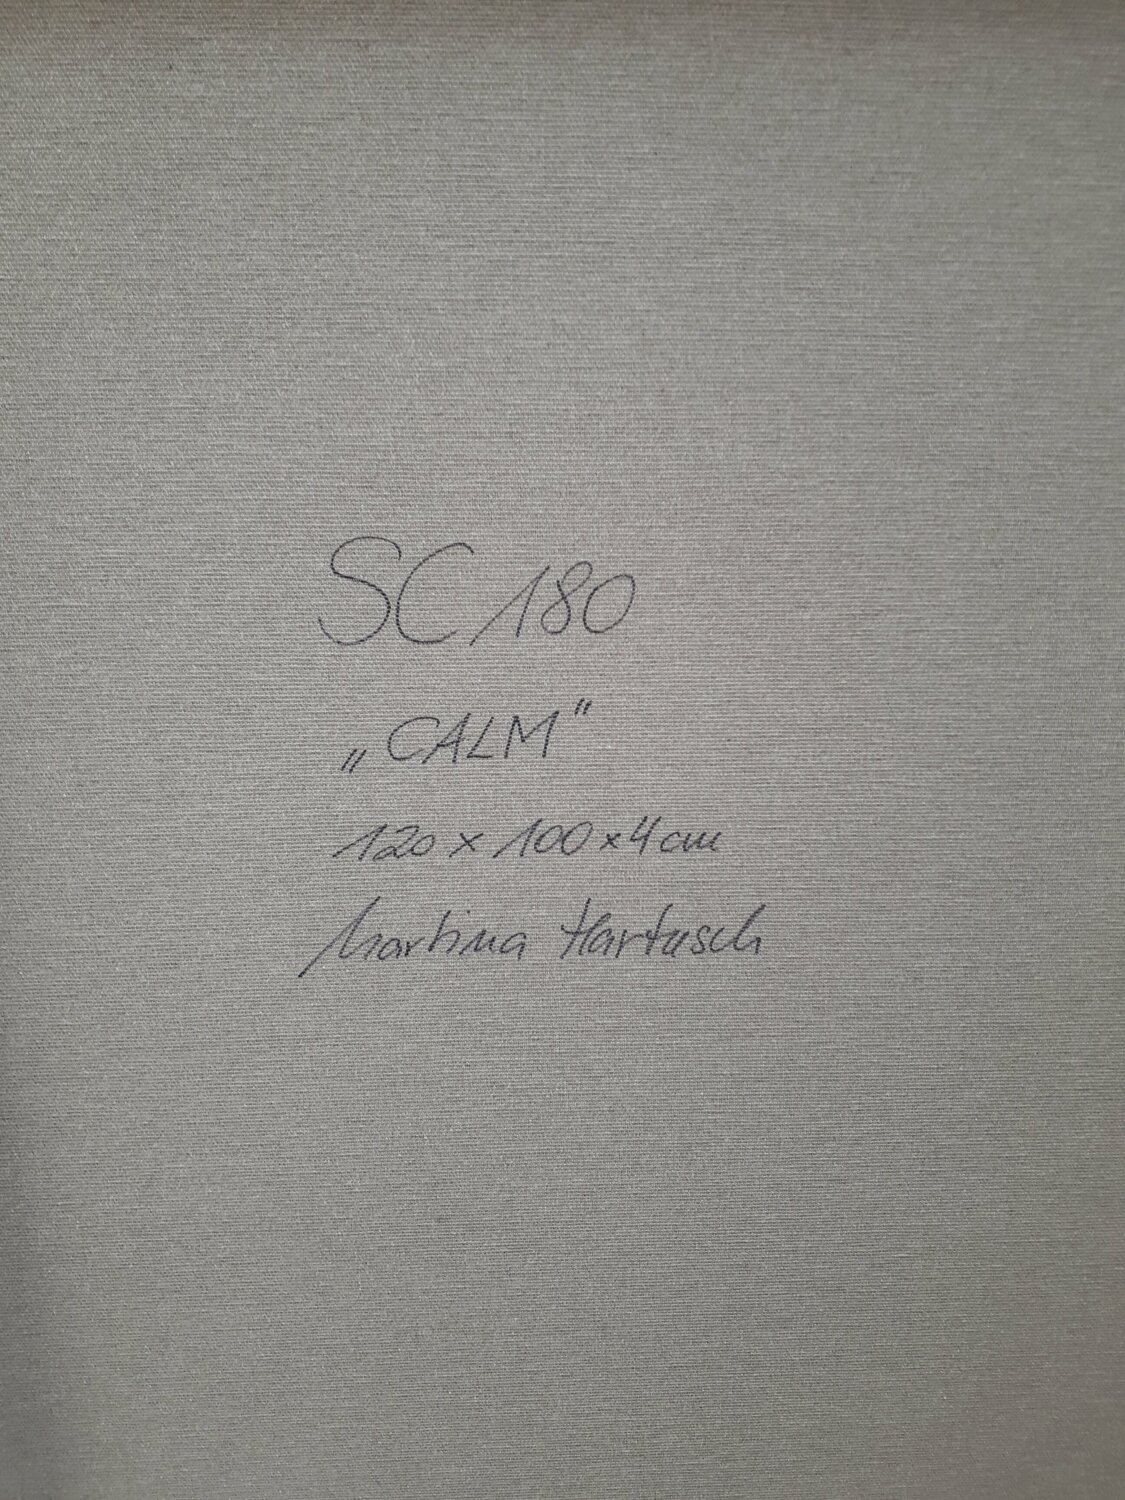 SC180
„CALM“
120 x 100 x 4 cm
Martina Hartusch